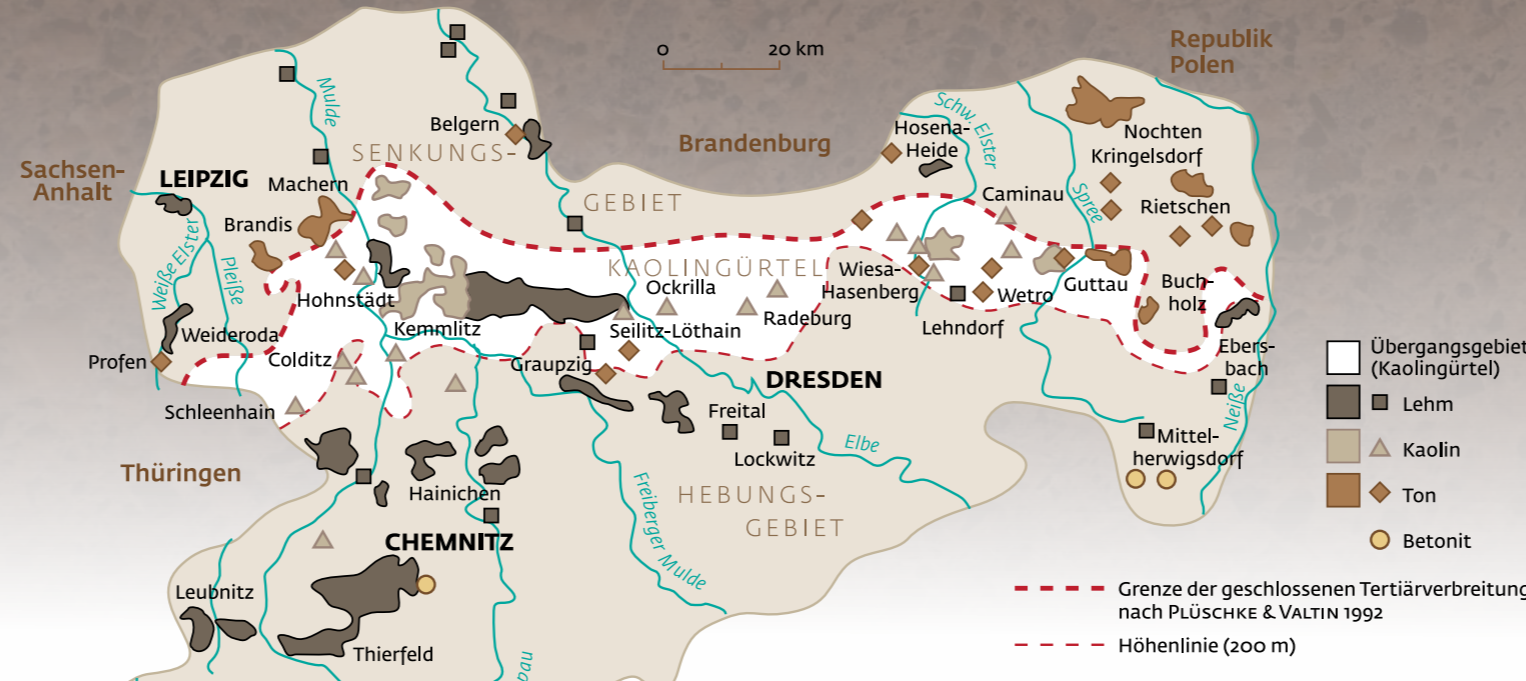 0 20 km
Republik
Polen
Mulde
Belgern
SENKUNGS-
Brandenburg
Schw. Elster
Hosena-
Heide
Nochten
Kringelsdorf
Sachsen-
Anhalt
LEIPZIG
Machern
GEBIET
Caminau
Spree
Rietschen
Brandis
Weiße Elster
Pleiße
KAOLINGÜRTEL
Ockrilla
Wiesa-
Hasenberg
Guttau
Buch-
holz
Hohnstädt
Wetro
Radeburg
Kemmlitz
Seilitz-Löthain
Lehndorf
Weideroda
Profen
Colditz
Graupzig
Ebers-
bach
DRESDEN
Schleenhain
Freital
Neiße
Lockwitz
Elbe
Mittel-
herwigsdorf
Thüringen
Hainichen
HEBUNGS-
GEBIET
Freiberger Mulde
CHEMNITZ
Leubnitz
Thierfeld
Übergangsgebiet
(Kaolingürtel)
Lehm
Kaolin
Ton
Betonit
Grenze der geschlossenen Tertiärverbreitung
nach PLÜSCHKE & VALTIN 1992
Höhenlinie (200 m)